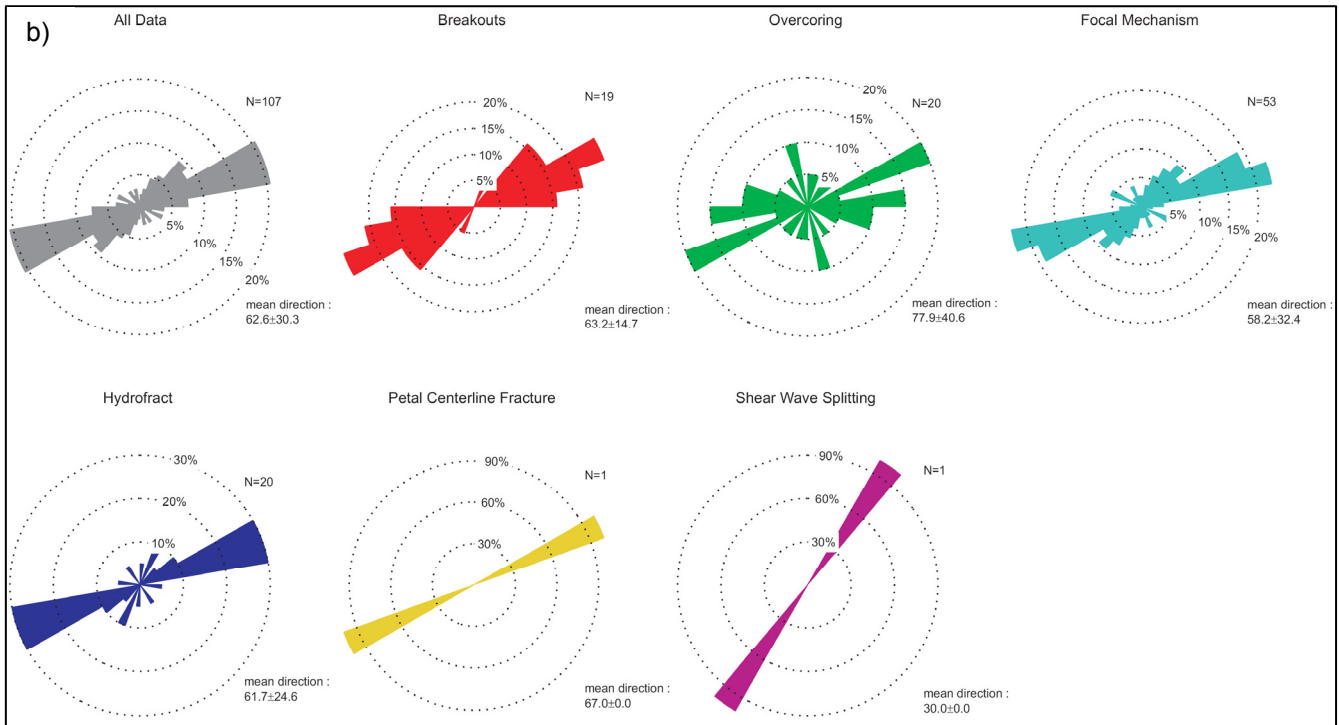 b)
All Data
N=107
5%
10%
15%
20%
mean direction :
62.6±30.3
Breakouts
N=19
20%
15%
10%
5%
mean direction :
63.2±14.7
Overcoring
20%
N=20
15%
10%
5%
mean direction :
77.9±40.6
Focal Mechanism
N=53
5%
10%
15%
20%
mean direction :
58.2±32.4
Hydrofract
30%
N=20
20%
10%
mean direction :
61.7±24.6
Petal Centerline Fracture
90%
N=1
60%
30%
mean direction :
67.0±0.0
Shear Wave Splitting
90%
N=1
60%
30%
mean direction :
30.0±0.0